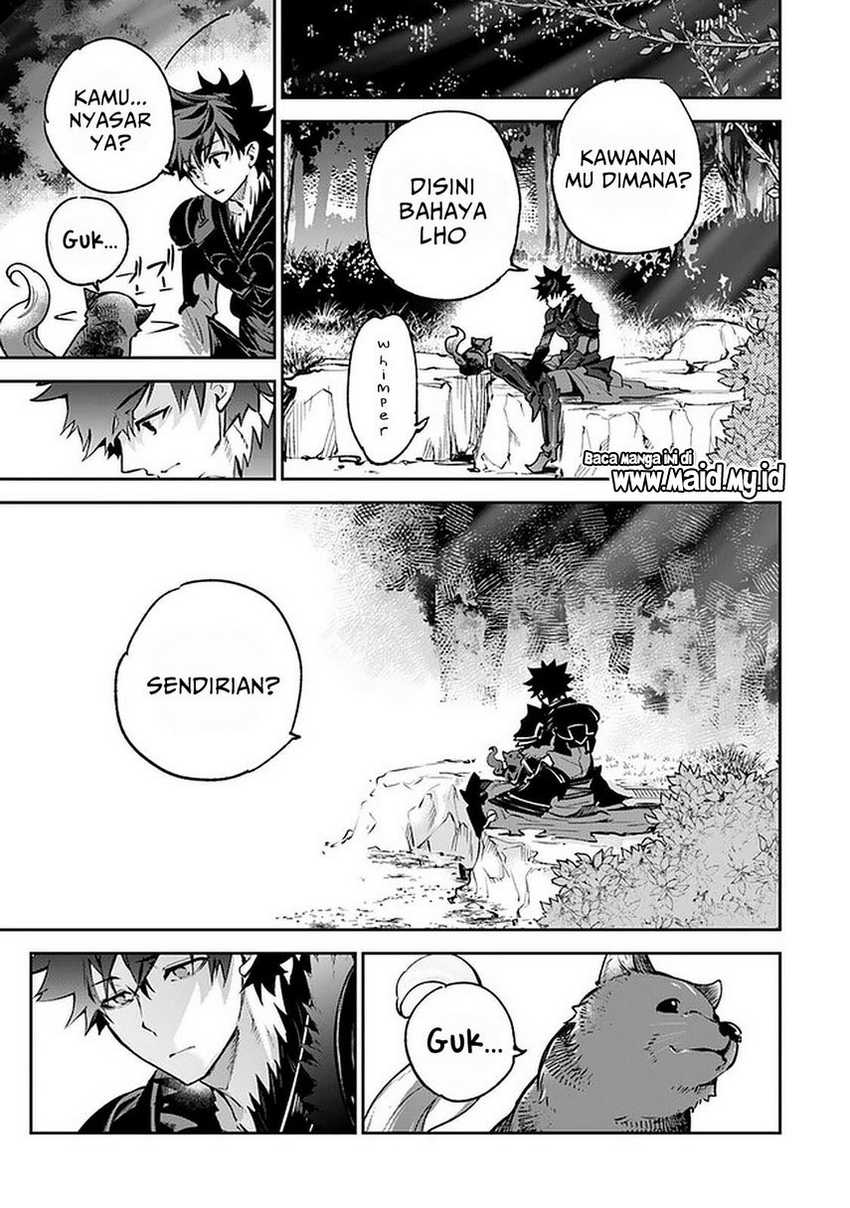 KAWANAN
MU DIMANA?
DISINI
BAHAYA
LHO
whimper
KAMU...
NYASAR
YA?
GUK...
Baca manga ini di
www.Maid.My.id
SENDIRIAN?
GUK...